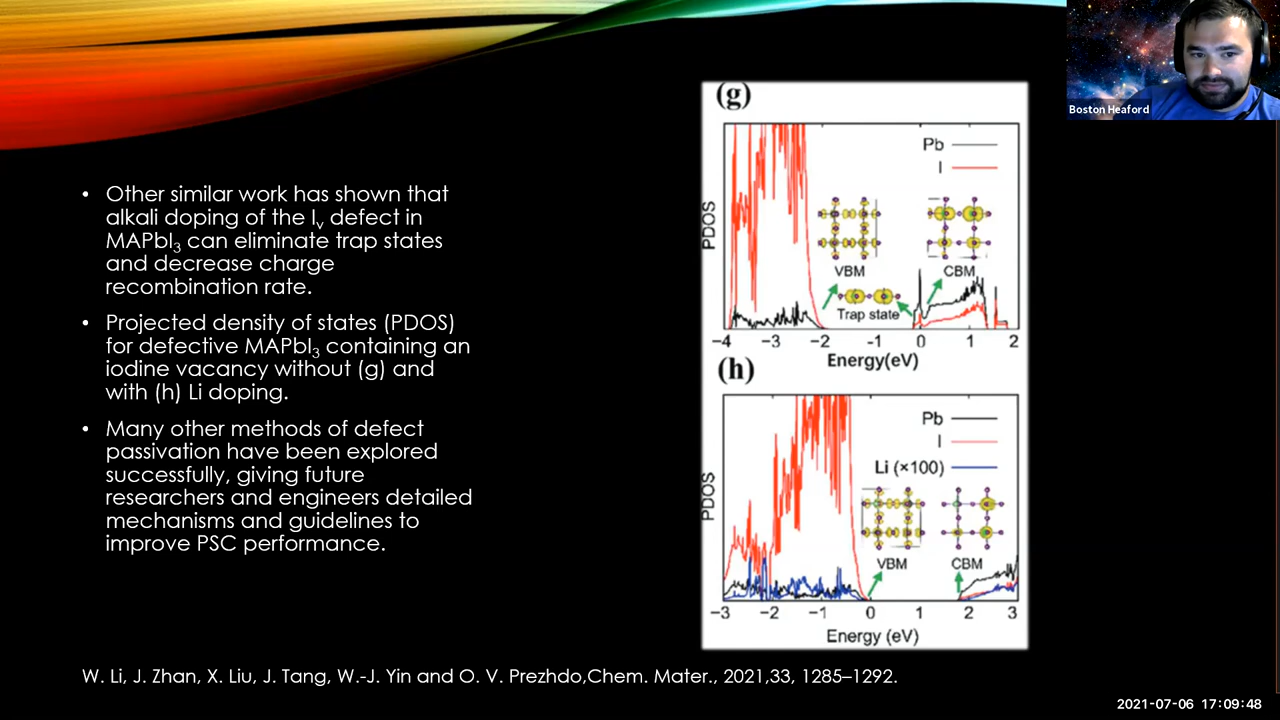 Boston Heaford
• Other similar work has shown that
alkali doping of the Iᵥ defect in
MAPbI₃ can eliminate trap states
and decrease charge
recombination rate.
• Projected density of states (PDOS)
for defective MAPbI₃ containing an
iodine vacancy without (g) and
with (h) Li doping.
• Many other methods of defect
passivation have been explored
successfully, giving future
researchers and engineers detailed
mechanisms and guidelines to
improve PSC performance.
(g)
Pb
I
PDOS
VBM
CBM
Trap state
−4 −3 −2 -1 0 1 2
Energy(eV)
(h)
Pb
I
Li (×100)
PDOS
VBM
CBM
−3 −2 −1 0 1 2 3
Energy (eV)
W. Li, J. Zhan, X. Liu, J. Tang, W.-J. Yin and O. V. Prezhdo,Chem. Mater., 2021,33, 1285–1292.
2021-07-06 17:09:48